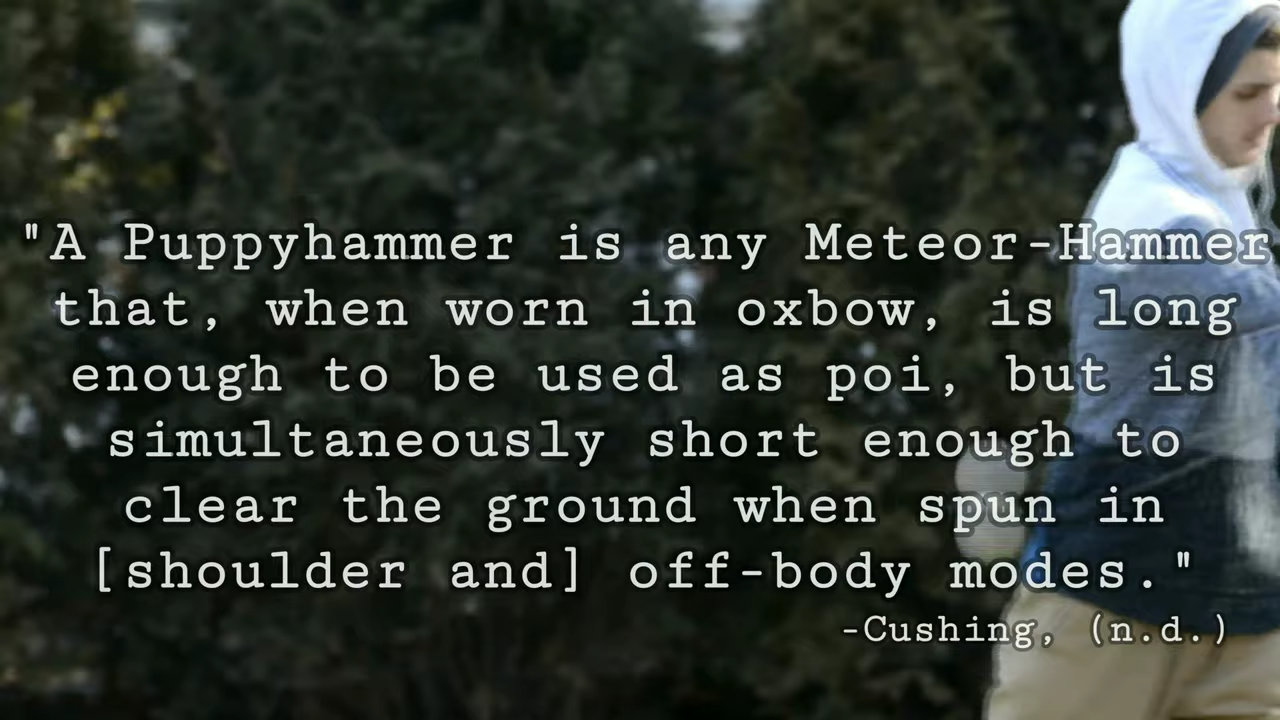 "A Puppyhammer is any Meteor-Hammer
that, when worn in oxbow, is long
enough to be used as poi, but is
simultaneously short enough to
clear the ground when spun in
[shoulder and] off-body modes."
-Cushing, (n.d.)